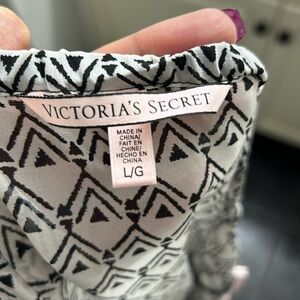 VICTORIA'S SECRET
MADE IN
CHINA/
FAIT EN
CHINE/
HECHO EN
CHINA
L/G